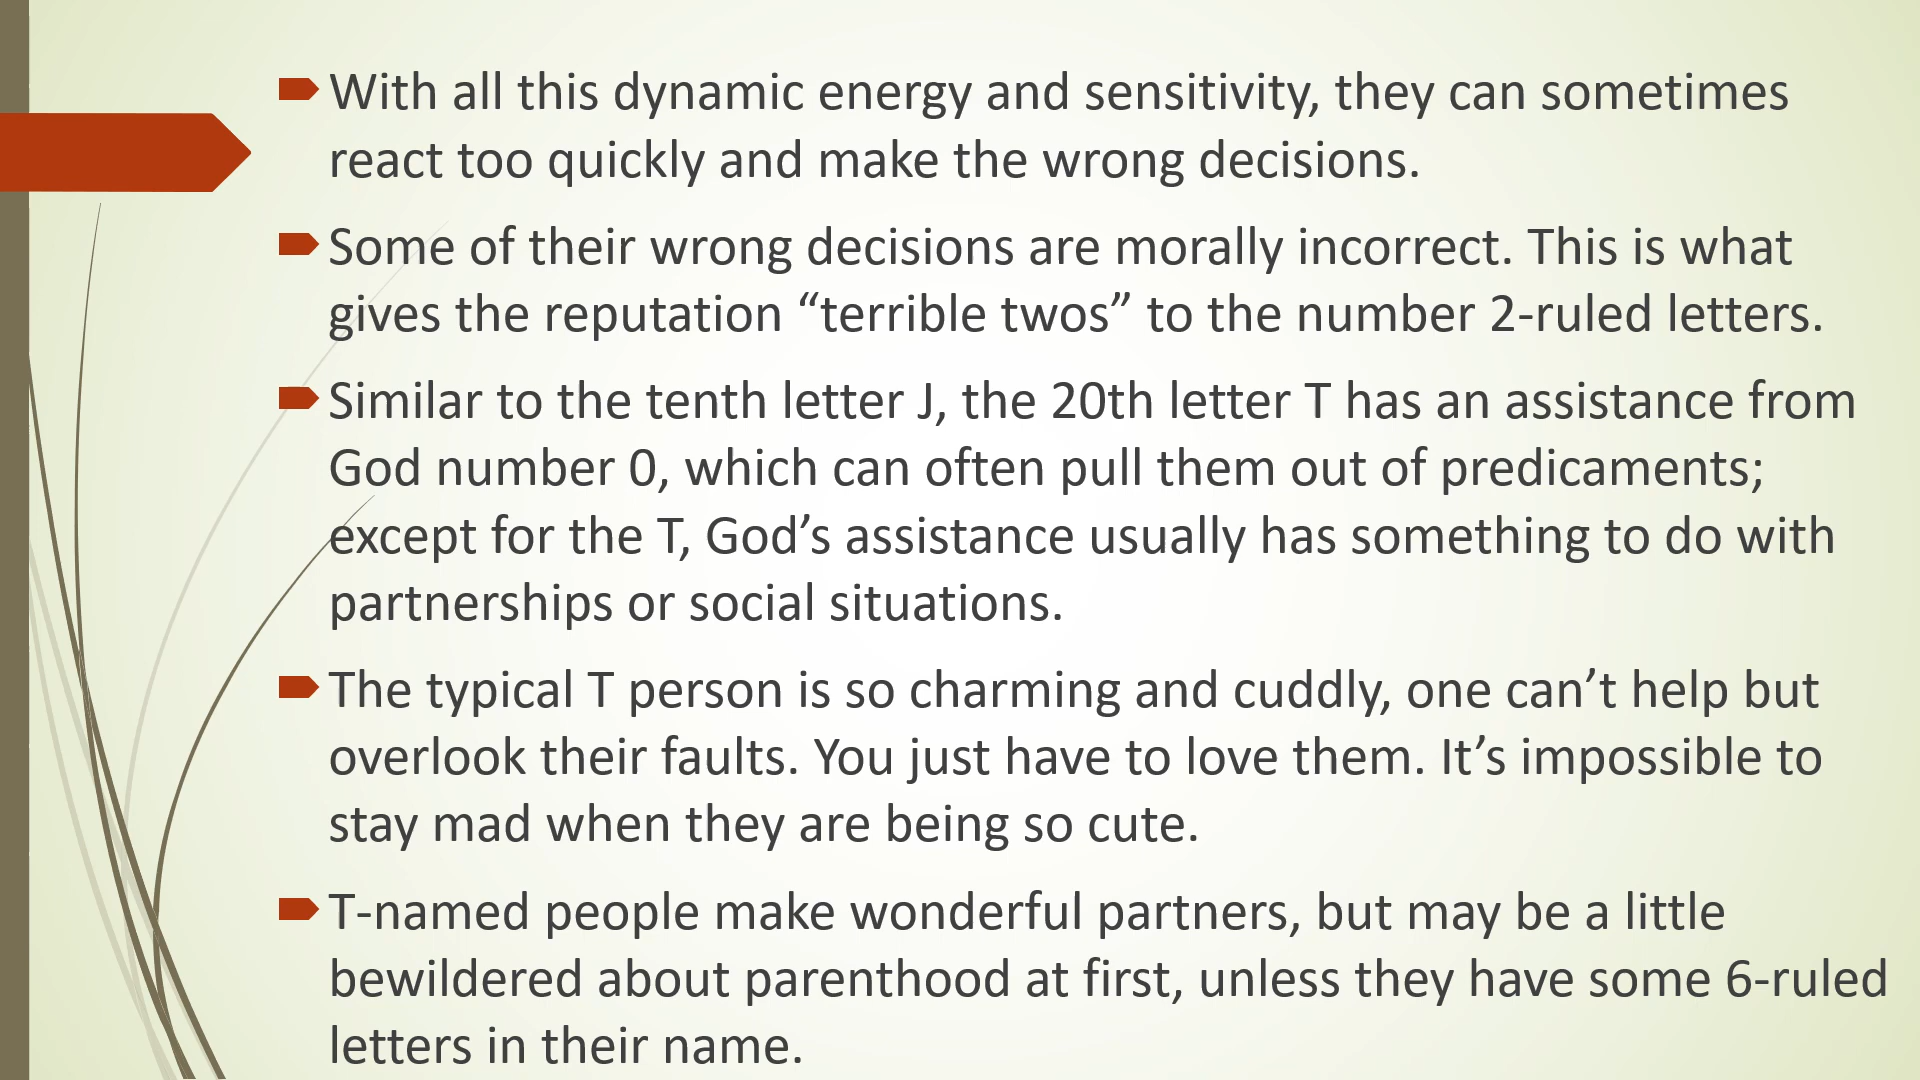 With all this dynamic energy and sensitivity, they can sometimes
react too quickly and make the wrong decisions.
Some of their wrong decisions are morally incorrect. This is what
gives the reputation “terrible twos” to the number 2-ruled letters.
Similar to the tenth letter J, the 20th letter T has an assistance from
God number 0, which can often pull them out of predicaments;
except for the T, God’s assistance usually has something to do with
partnerships or social situations.
The typical T person is so charming and cuddly, one can’t help but
overlook their faults. You just have to love them. It’s impossible to
stay mad when they are being so cute.
T-named people make wonderful partners, but may be a little
bewildered about parenthood at first, unless they have some 6-ruled
letters in their name.